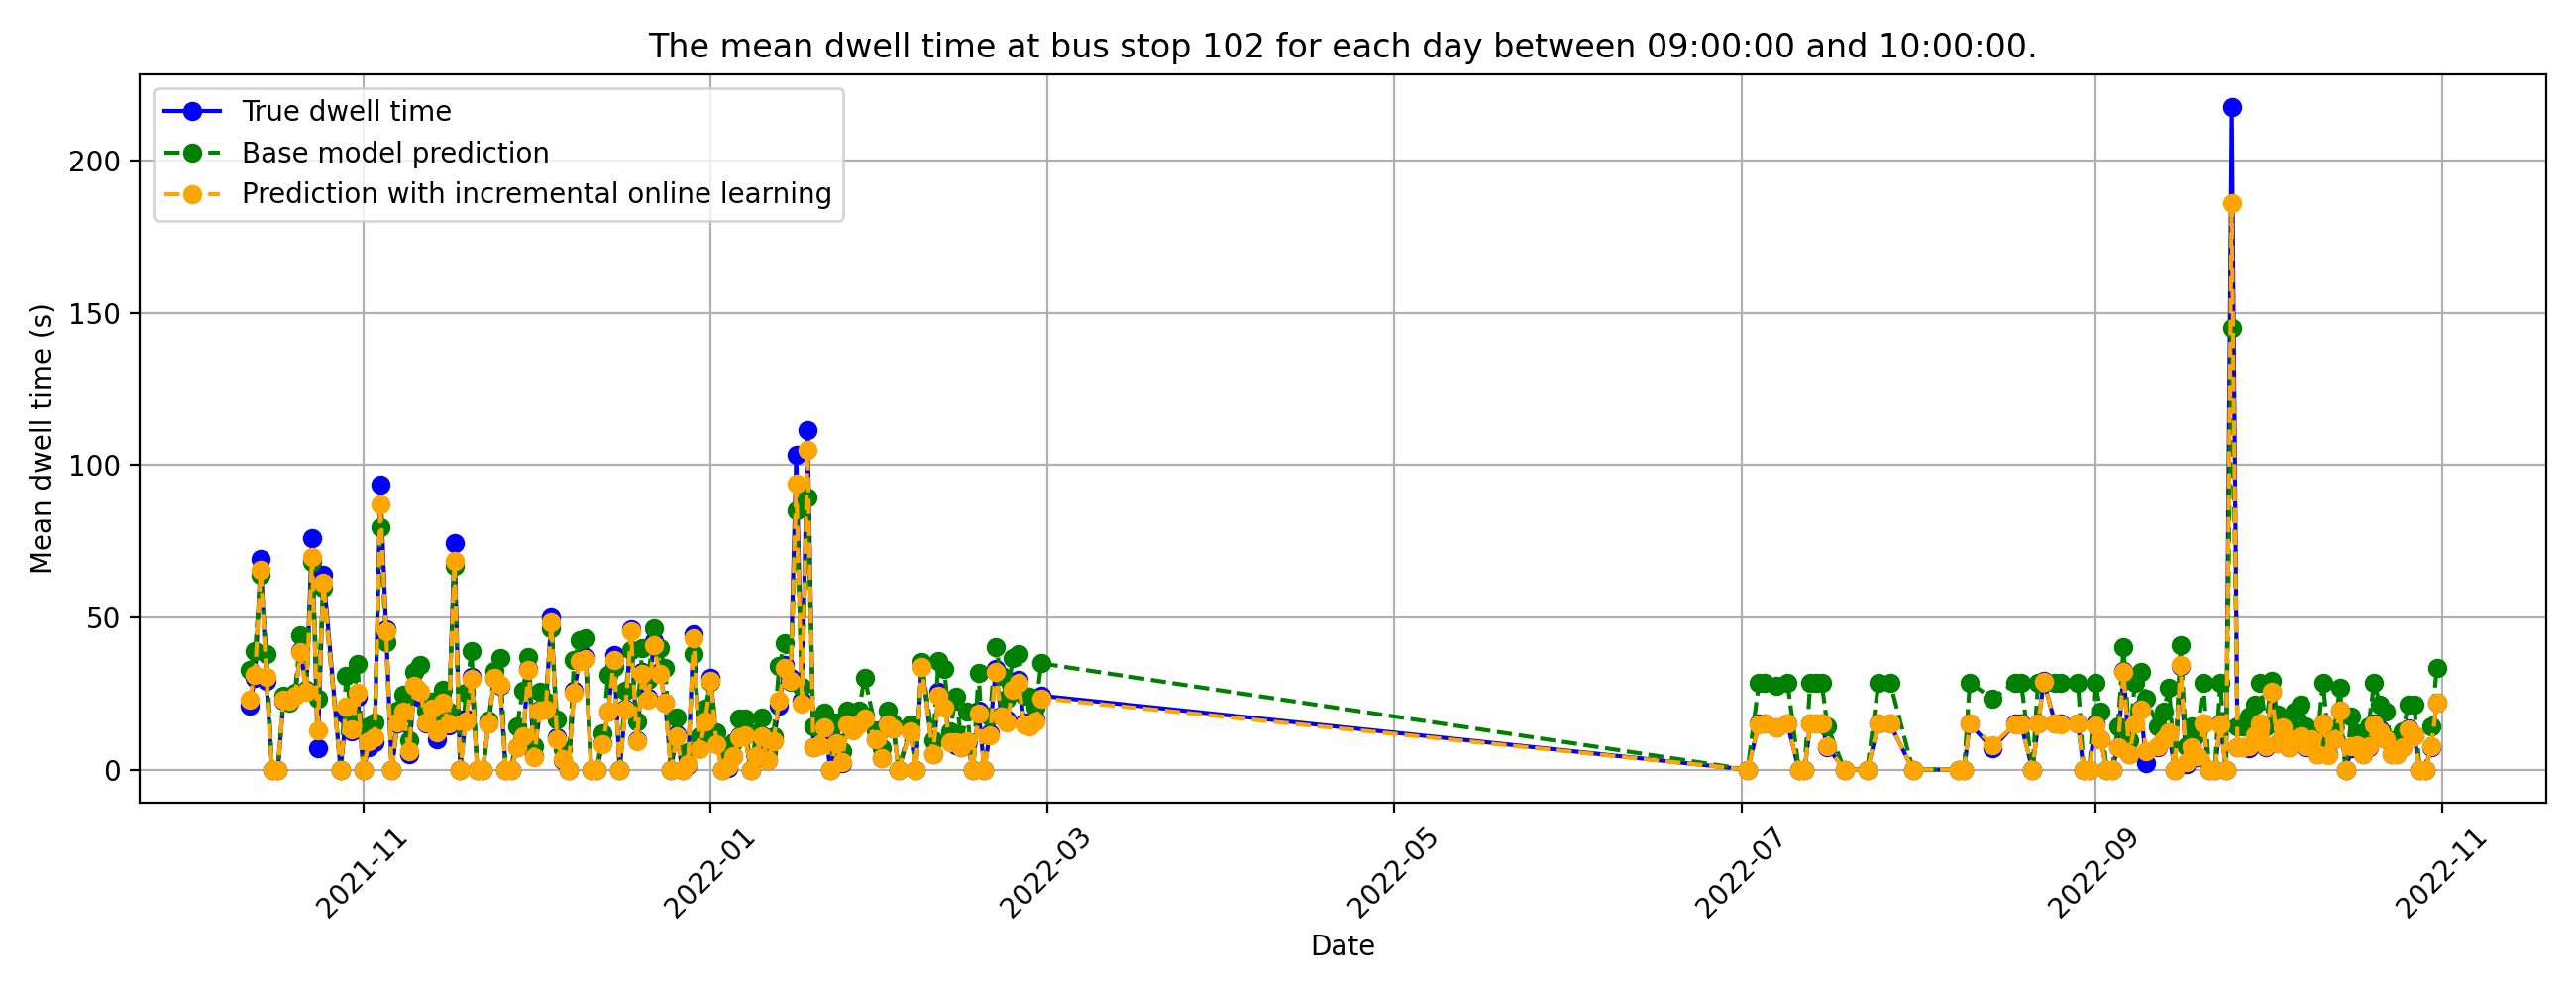 The mean dwell time at bus stop 102 for each day between 09:00:00 and 10:00:00.
True dwell time
Base model prediction
Prediction with incremental online learning
Mean dwell time (s)
200
150
100
50
0
2021-11
2022-01
2022-03
2022-05
2022-07
2022-09
2022-11
Date